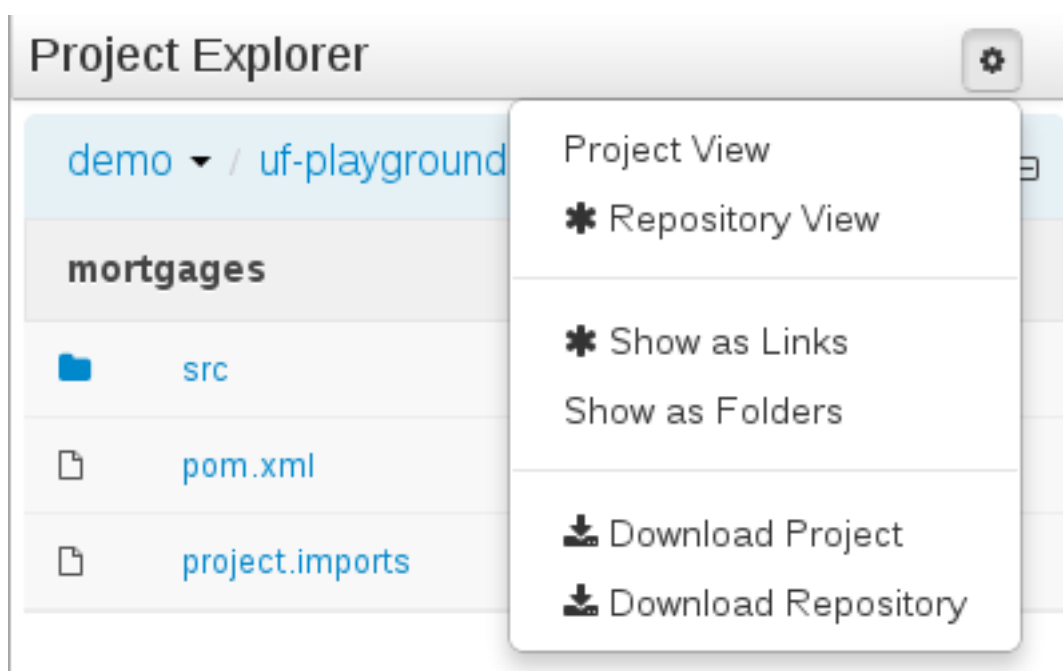 Project Explorer
demo / uf-playground
mortgages
src
pom.xml
project.imports
Project View
✱ Repository View
✱ Show as Links
Show as Folders
Download Project
Download Repository